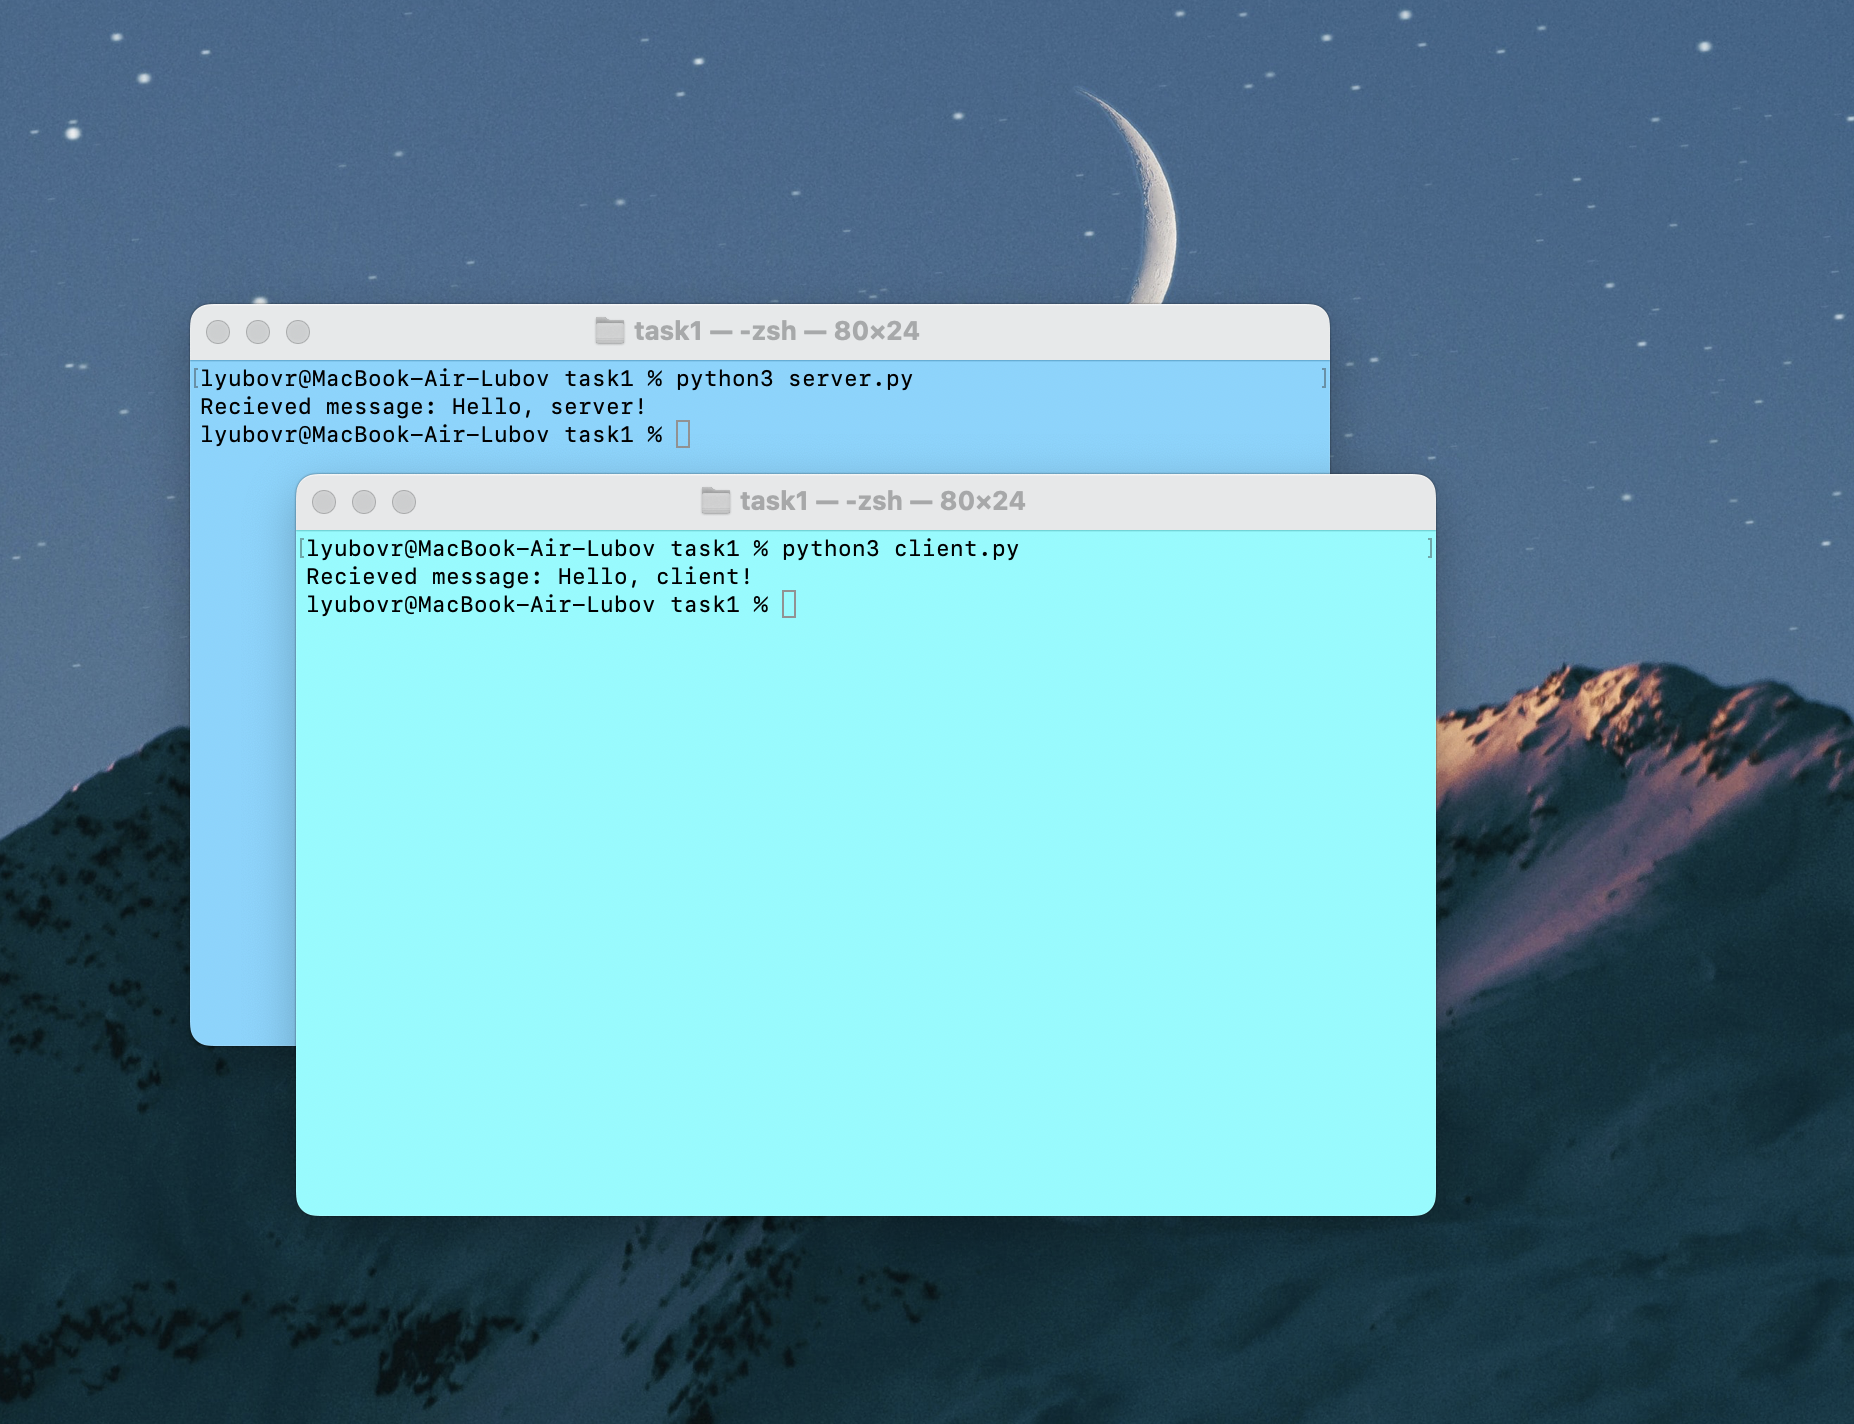 task1 — -zsh — 80×24
lyubovr@MacBook-Air-Lubov task1 % python3 server.py
Recieved message: Hello, server!
lyubovr@MacBook-Air-Lubov task1 %
task1 — -zsh — 80×24
lyubovr@MacBook-Air-Lubov task1 % python3 client.py
Recieved message: Hello, client!
lyubovr@MacBook-Air-Lubov task1 %